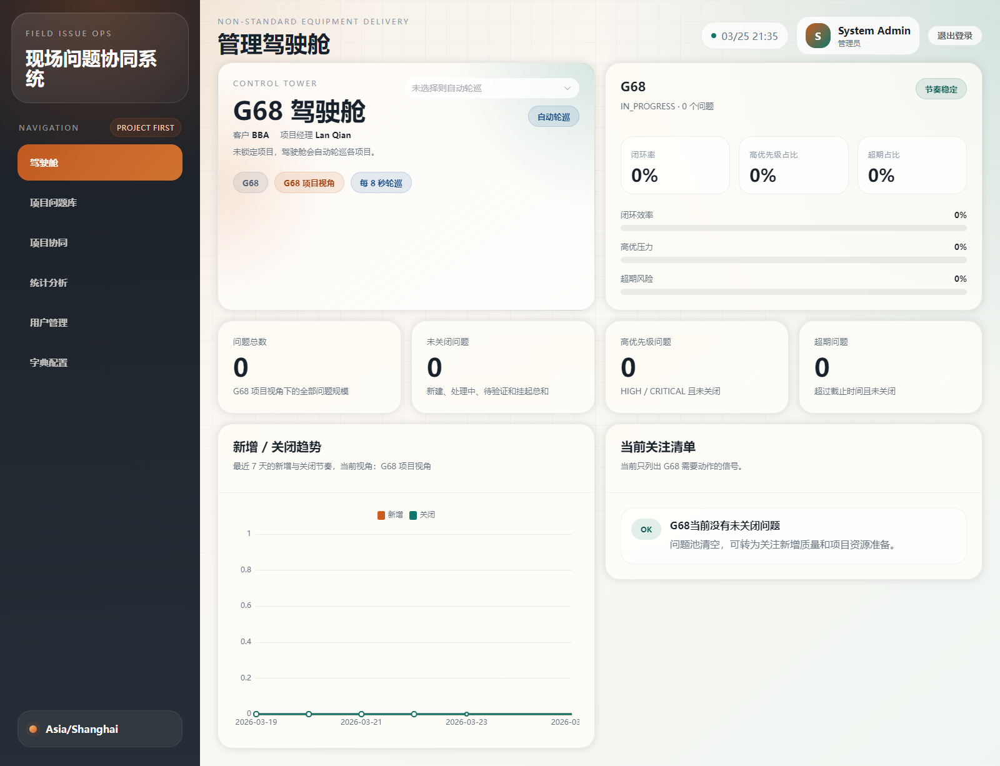 FIELD ISSUE OPS
现场问题协同系
统
NAVIGATION
PROJECT FIRST
驾驶舱
项目问题库
项目协同
统计分析
用户管理
字典配置
Asia/Shanghai
NON-STANDARD EQUIPMENT DELIVERY
管理驾驶舱
03/25 21:35
S
System Admin
管理员
退出登录
CONTROL TOWER
未选择则自动轮巡
G68 驾驶舱
自动轮巡
客户 BBA 项目经理 Lan Qian
未锁定项目，驾驶舱会自动轮巡各项目。
G68
G68 项目视角
每 8 秒轮巡
G68
IN_PROGRESS · 0 个问题
节奏稳定
闭环率
0%
高优先级占比
0%
超期占比
0%
闭环效率 0%
高优压力 0%
超期风险 0%
问题总数
0
G68 项目视角下的全部问题规模
未关闭问题
0
新建、处理中、待验证和挂起总和
高优先级问题
0
HIGH / CRITICAL 且未关闭
超期问题
0
超过截止时间且未关闭
新增 / 关闭趋势
最近 7 天的新增与关闭节奏，当前视角：G68 项目视角
新增 关闭
1
0.8
0.6
0.4
0.2
0
2026-03-19 2026-03-21 2026-03-23 2026-03
当前关注清单
当前只列出 G68 需要动作的信号。
OK
G68当前没有未关闭问题
问题池清空，可转为关注新增质量和项目资源准备。